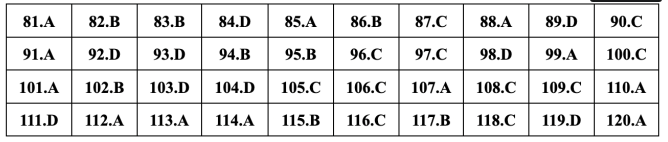 81.A 82.B 83.B 84.D 85.A 86.B 87.C 88.A 89.D 90.C
91.A 92.D 93.D 94.B 95.B 96.C 97.C 98.D 99.A 100.C
101.A 102.B 103.D 104.D 105.C 106.C 107.A 108.C 109.C 110.A
111.D 112.A 113.A 114.A 115.B 116.C 117.B 118.C 119.D 120.A